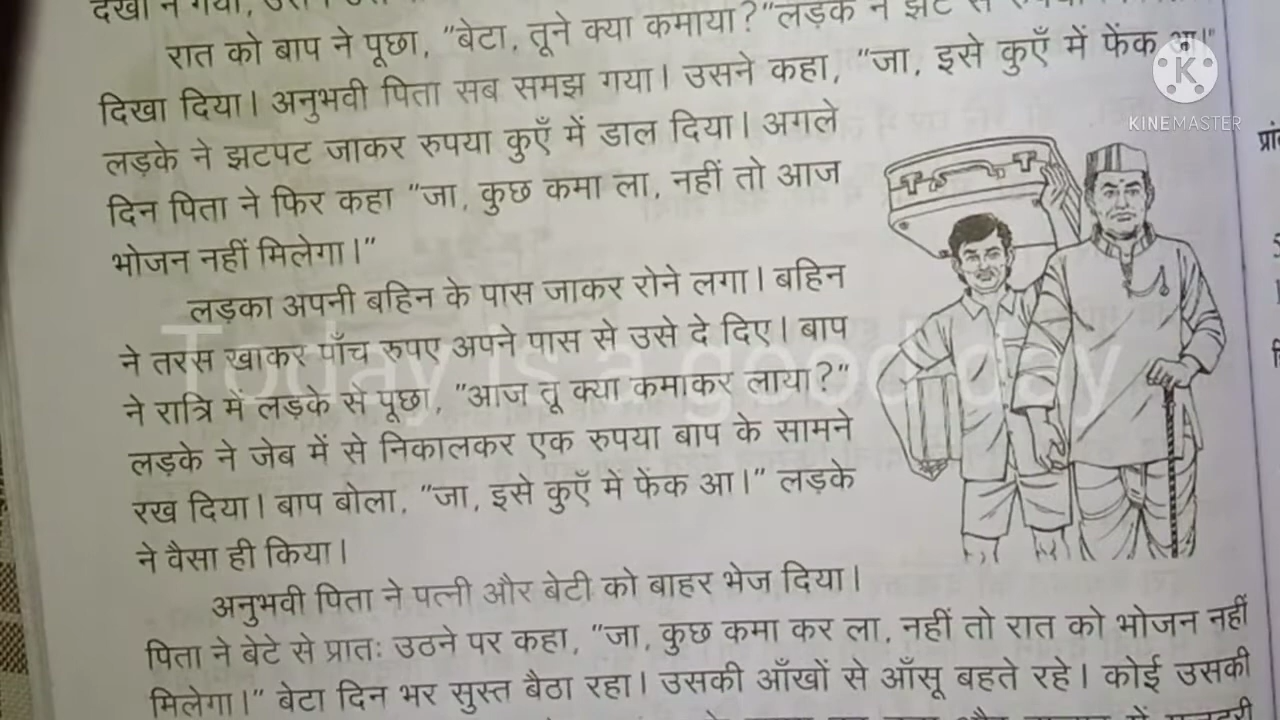 रात को बाप ने पूछा, "बेटा, तूने क्या कमाया?" लड़के ने झट से
दिखा दिया। अनुभवी पिता सब समझ गया। उसने कहा, "जा, इसे कुएँ में फेंक आ।"
लड़के ने झटपट जाकर रुपया कुएँ में डाल दिया। अगले
दिन पिता ने फिर कहा "जा, कुछ कमा ला, नहीं तो आज
भोजन नहीं मिलेगा।"
लड़का अपनी बहिन के पास जाकर रोने लगा। बहिन
ने तरस खाकर पाँच रुपए अपने पास से उसे दे दिए। बाप
ने रात्रि में लड़के से पूछा, "आज तू क्या कमाकर लाया?"
लड़के ने जेब में से निकालकर एक रुपया बाप के सामने
रख दिया। बाप बोला, "जा, इसे कुएँ में फेंक आ।" लड़के
ने वैसा ही किया।
अनुभवी पिता ने पत्नी और बेटी को बाहर भेज दिया।
पिता ने बेटे से प्रातः उठने पर कहा, "जा, कुछ कमा कर ला, नहीं तो रात को भोजन नहीं
मिलेगा।" बेटा दिन भर सुस्त बैठा रहा। उसकी आँखों से आँसू बहते रहे। कोई उसकी
K
KINEMASTER
Today is a good day